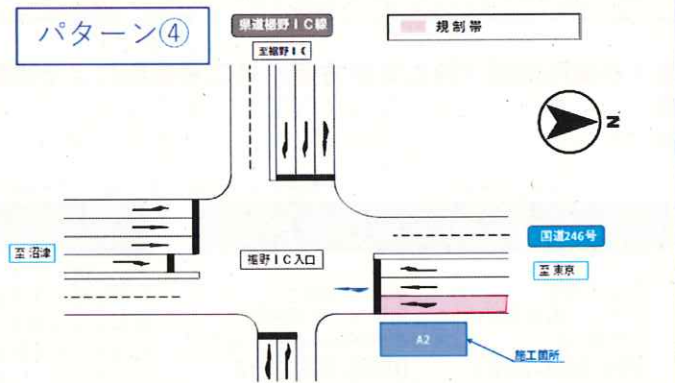 パターン④
県道裾野IC線
至裾野IC
規制帯
N
国道246号
至沼津
裾野IC入口
至東京
A2
施工箇所